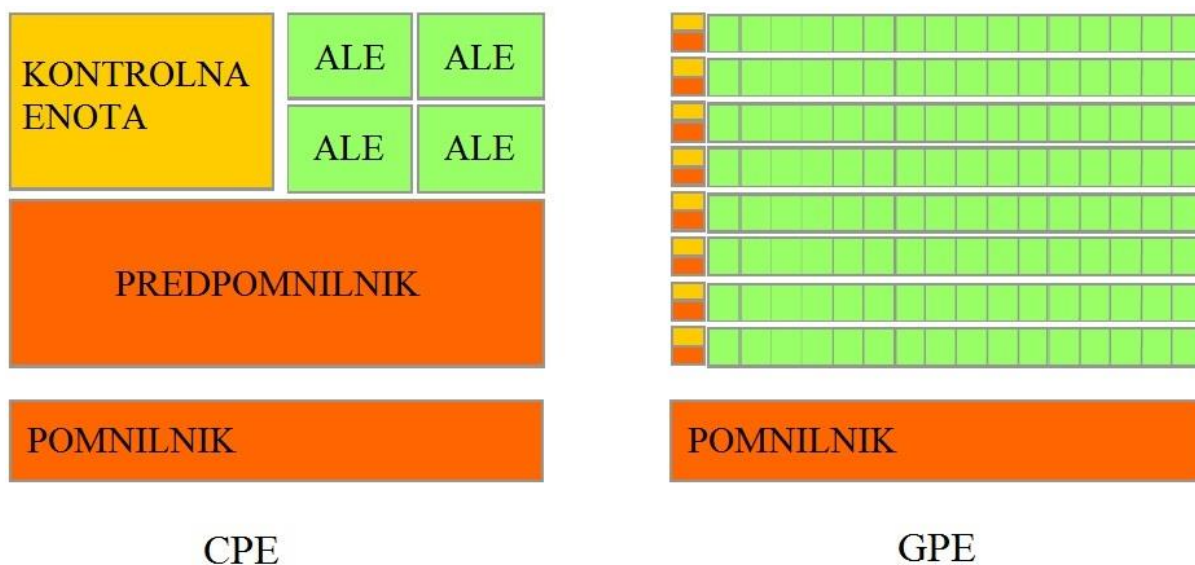 KONTROLNA
ENOTA
ALE ALE
ALE ALE
PREDPOMNILNIK
POMNILNIK
CPE
POMNILNIK
GPE